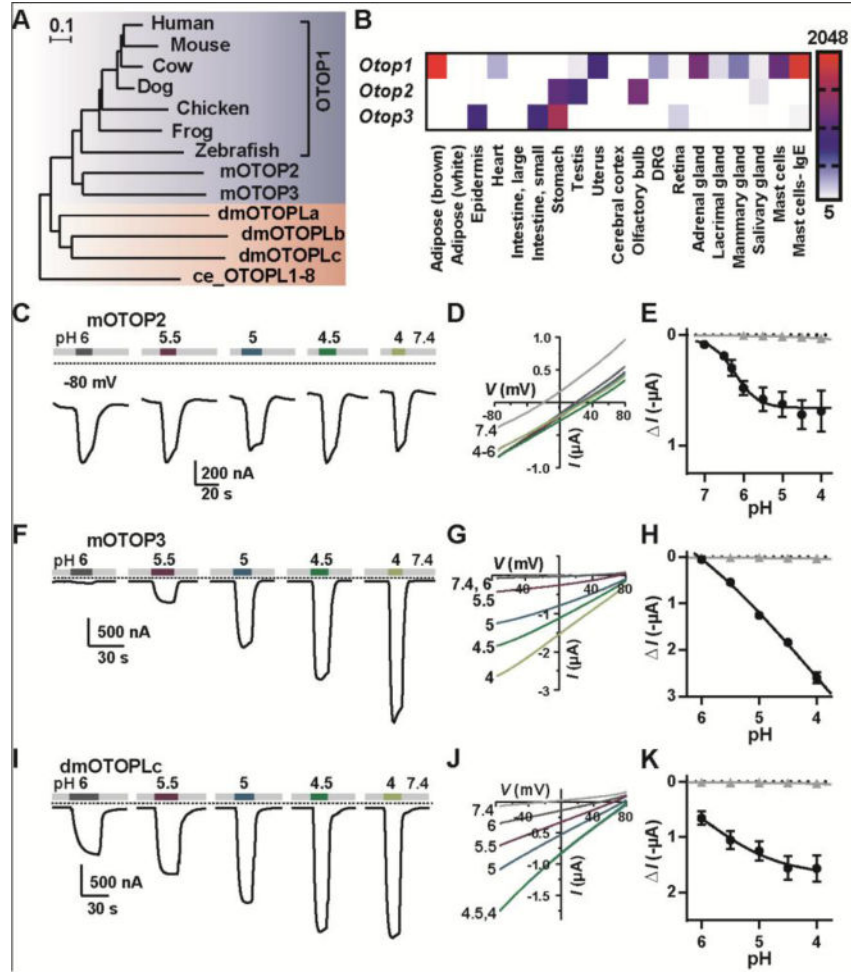 A
0.1
Human
Mouse
Cow
Dog
Chicken
Frog
Zebrafish
mOTOP2
mOTOP3
dmOTOPLa
dmOTOPLb
dmOTOPLc
ce_OTOPL1-8
OTOP1
B
2048
Otop1
Otop2
Otop3
5
Adipose (brown)
Adipose (white)
Epidermis
Heart
Intestine, large
Intestine, small
Stomach
Testis
Uterus
Cerebral cortex
Olfactory bulb
DRG
Retina
Adrenal gland
Lacrimal gland
Mammary gland
Salivary gland
Mast cells
Mast cells- IgE
C
mOTOP2
pH 6 5.5 5 4.5 4 7.4
-80 mV
200 nA
20 s
D
1.0
0.5
V (mV)
-80 80
7.4
4-6
I (µA)
-1.0
E
0
1
Δ I (-µA)
7 6 5 4
pH
F
mOTOP3
pH 6 5.5 5 4.5 4 7.4
500 nA
30 s
G
V (mV)
-40 40 80
7.4, 6
5.5
5
4.5
4
-1
-2
-3
I (µA)
H
0
1
2
3
Δ I (-µA)
6 5 4
pH
I
dmOTOPLc
pH 6 5.5 5 4.5 4 7.4
500 nA
30 s
J
V (mV)
-40 40 80
7.4
6
5.5
5
4.5,4
-0.5
-1.0
-1.5
I (µA)
K
0
1
2
Δ I (-µA)
6 5 4
pH